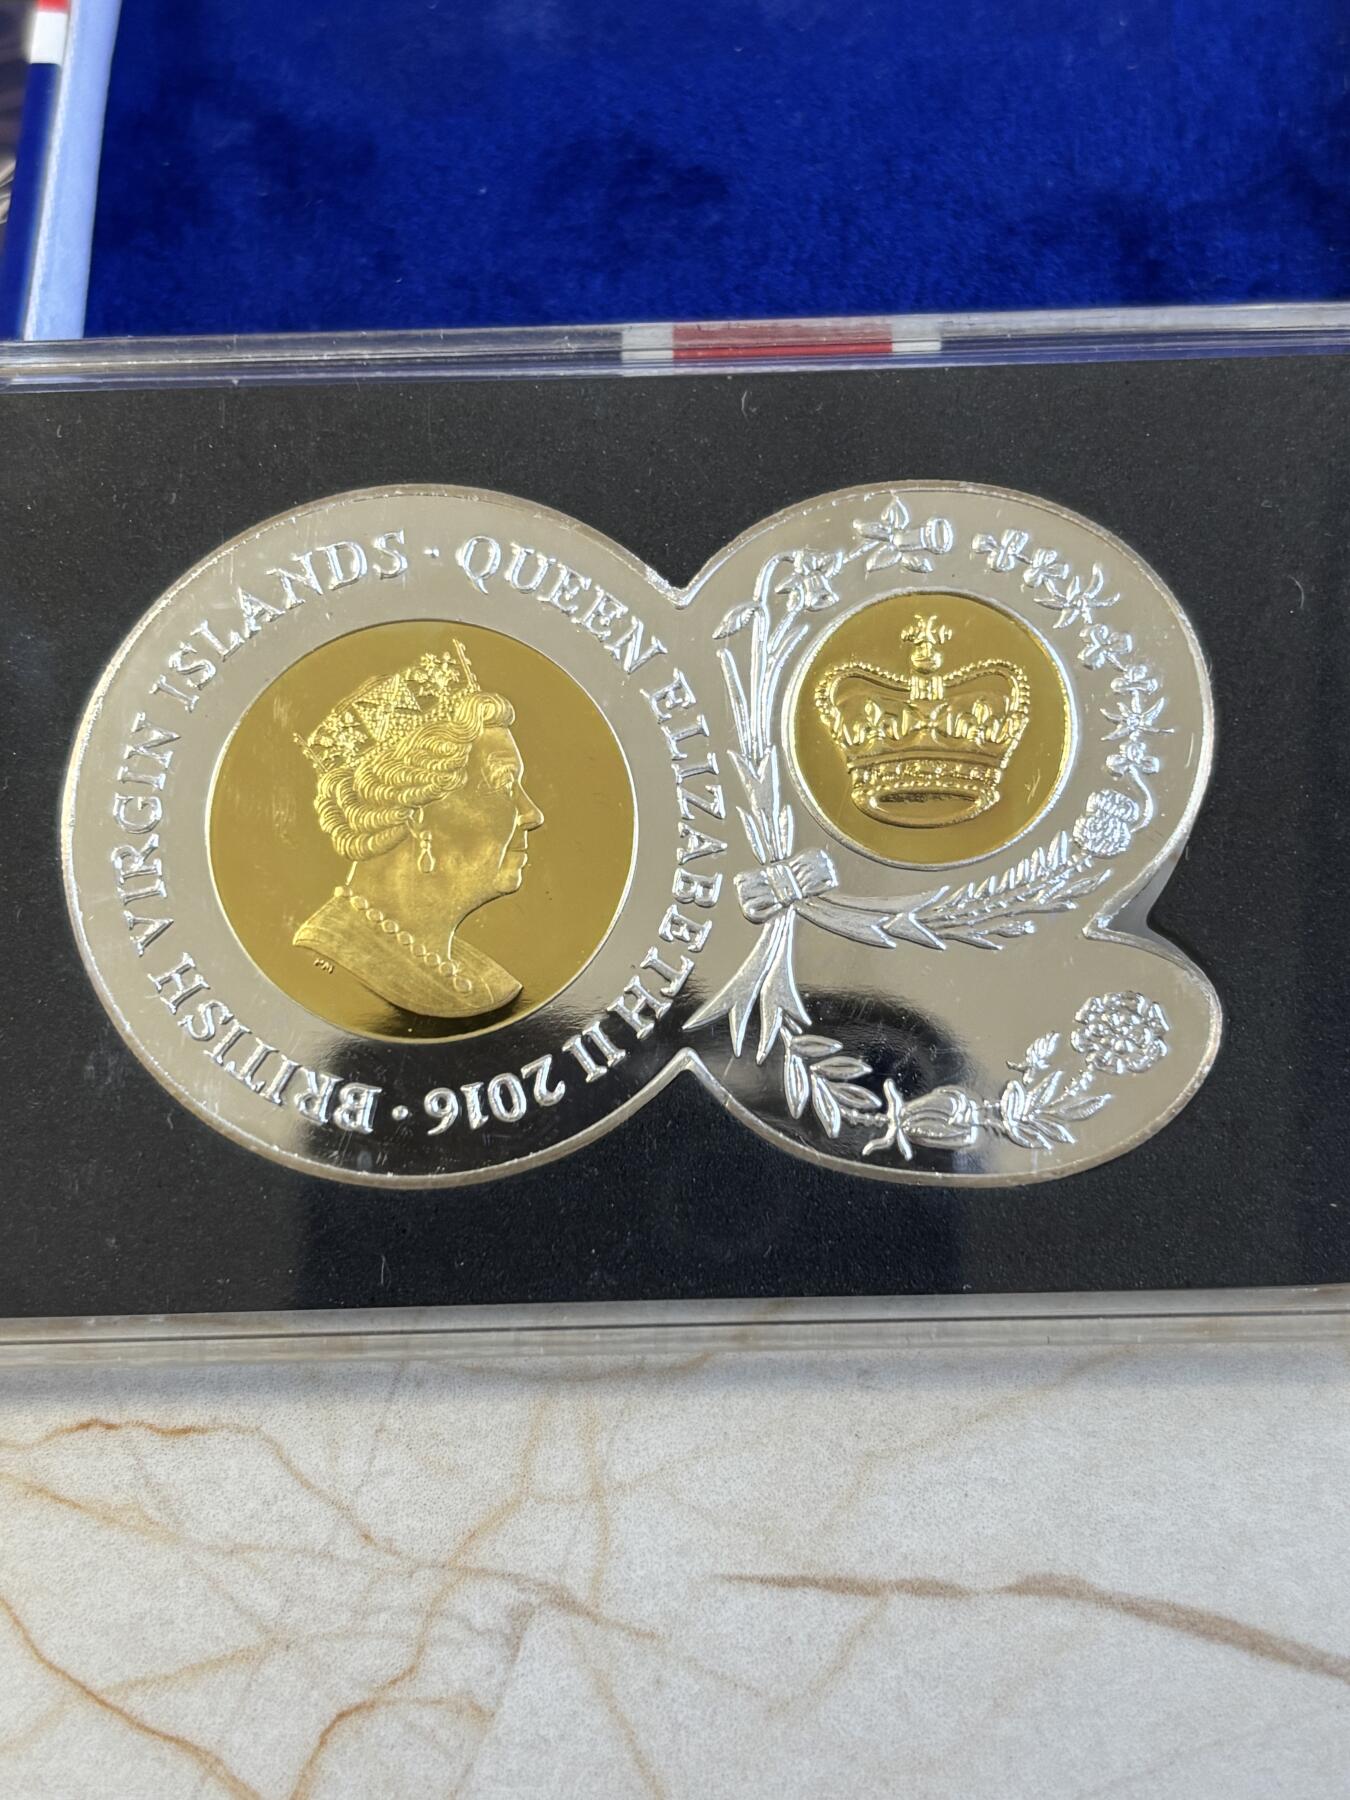 BRITISH VIRGIN ISLANDS · QUEEN ELIZABETH II 2016 ·